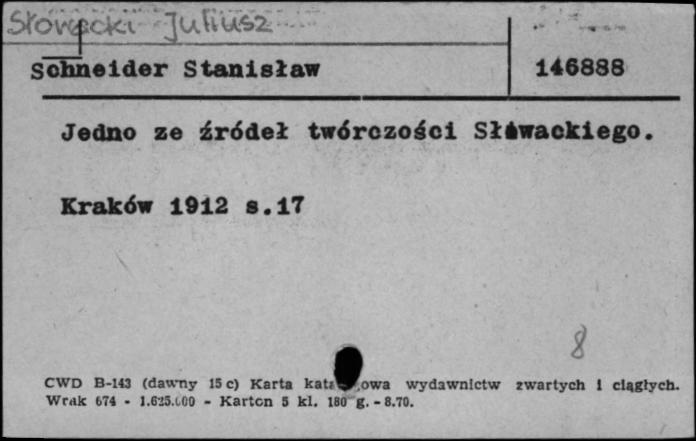 Słowacki Juliusz
Schneider Stanisław 146888
Jedno ze źródeł twórczości Słowackiego.
Kraków 1912 s.17
8
CWD B-143 (dawny 15 c) Karta katalogowa wydawnictw zwartych i ciągłych.
Wrak 674 - 1.625.000 - Karton 5 kl. 180 g. - 8.70.